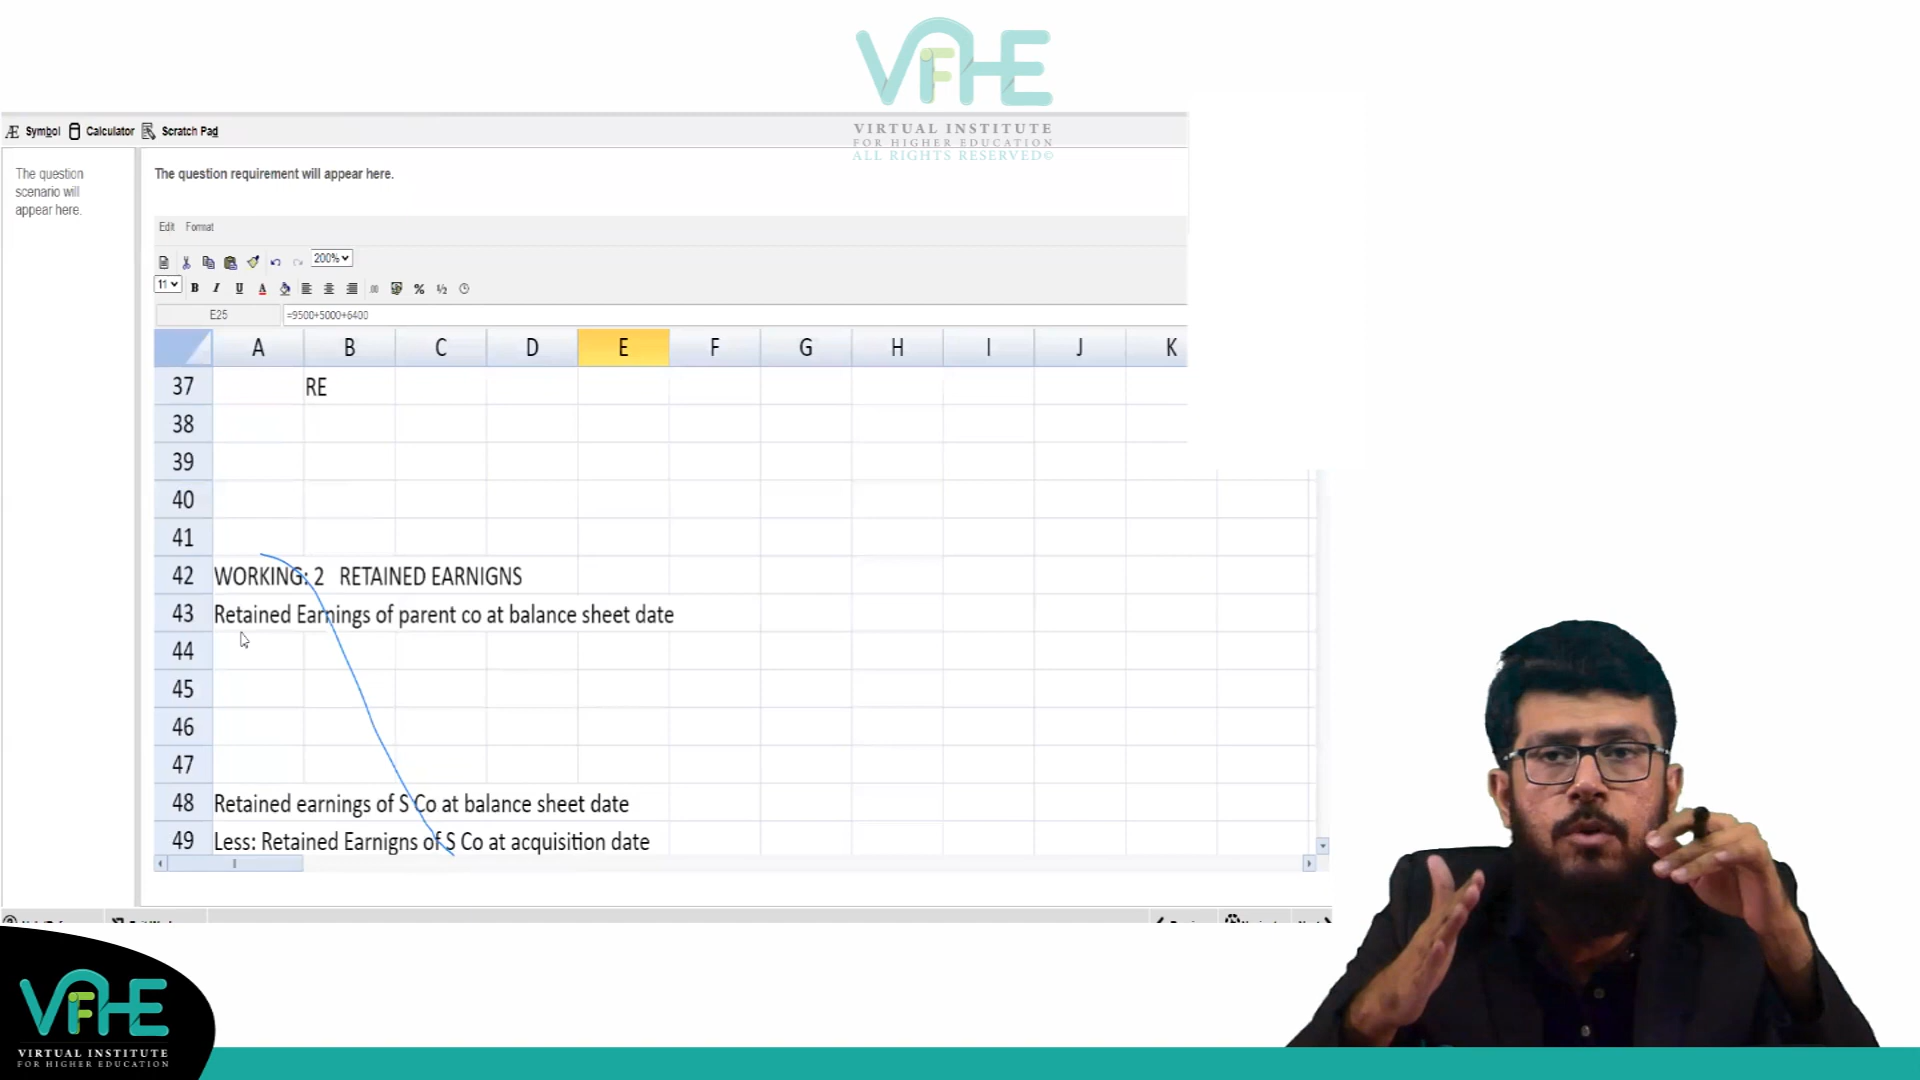 VFHE
VIRTUAL INSTITUTE
FOR HIGHER EDUCATION
ALL RIGHTS RESERVED©
Æ Symbol Calculator Scratch Pad
The question
scenario will
appear here.
The question requirement will appear here.
Edit Format
200%
11 B I U A % ½
E25 =9500+5000+6400
A B C D E F G H I J K
37 RE
38
39
40
41
42 WORKING: 2 RETAINED EARNIGNS
43 Retained Earnings of parent co at balance sheet date
44
45
46
47
48 Retained earnings of S Co at balance sheet date
49 Less: Retained Earnigns of S Co at acquisition date
VFHE
VIRTUAL INSTITUTE
FOR HIGHER EDUCATION